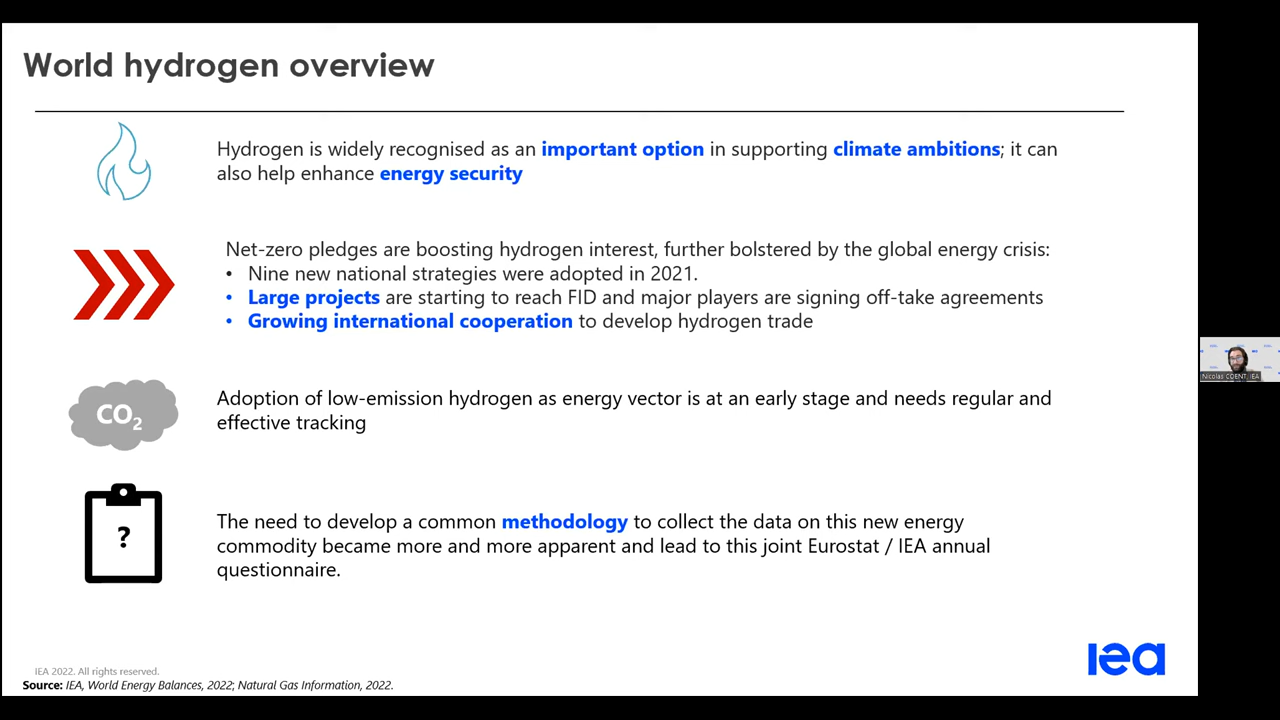 World hydrogen overview
Hydrogen is widely recognised as an important option in supporting climate ambitions; it can
also help enhance energy security
Net-zero pledges are boosting hydrogen interest, further bolstered by the global energy crisis:
• Nine new national strategies were adopted in 2021.
• Large projects are starting to reach FID and major players are signing off-take agreements
• Growing international cooperation to develop hydrogen trade
CO2
Adoption of low-emission hydrogen as energy vector is at an early stage and needs regular and
effective tracking
?
The need to develop a common methodology to collect the data on this new energy
commodity became more and more apparent and lead to this joint Eurostat / IEA annual
questionnaire.
iea
IEA 2022. All rights reserved.
Source: IEA, World Energy Balances, 2022; Natural Gas Information, 2022.
Nicolas COENT, IEA